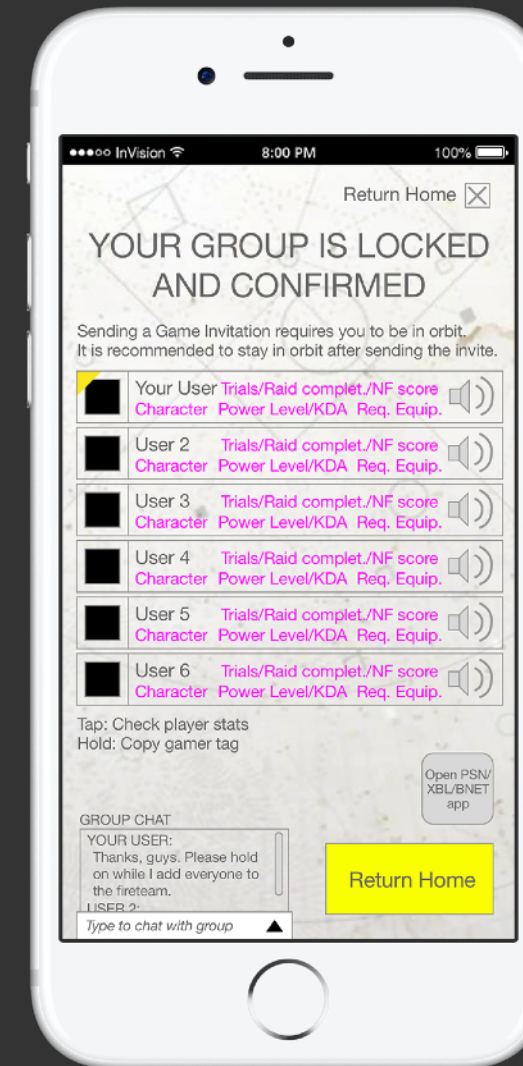 InVision 8:00 PM 100%
Return Home
YOUR GROUP IS LOCKED
AND CONFIRMED
Sending a Game Invitation requires you to be in orbit.
It is recommended to stay in orbit after sending the invite.
Your User Trials/Raid complet./NF score
Character Power Level/KDA Req. Equip.
User 2 Trials/Raid complet./NF score
Character Power Level/KDA Req. Equip.
User 3 Trials/Raid complet./NF score
Character Power Level/KDA Req. Equip.
User 4 Trials/Raid complet./NF score
Character Power Level/KDA Req. Equip.
User 5 Trials/Raid complet./NF score
Character Power Level/KDA Req. Equip.
User 6 Trials/Raid complet./NF score
Character Power Level/KDA Req. Equip.
Tap: Check player stats
Hold: Copy gamer tag
Open PSN/
XBL/BNET
app
GROUP CHAT
YOUR USER:
Thanks, guys. Please hold
on while I add everyone to
the fireteam.
USER 2:
Type to chat with group
Return Home